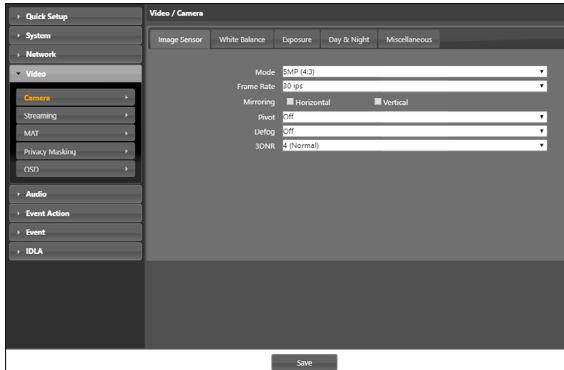 Quick Setup
System
Network
Video
Camera
Streaming
MAT
Privacy Masking
OSD
Audio
Event Action
Event
IDLA
Video / Camera
Image Sensor White Balance Exposure Day & Night Miscellaneous
Mode 5MP (4:3)
Frame Rate 30 ips
Mirroring Horizontal Vertical
Pivot Off
Defog Off
3DNR 4 (Normal)
Save